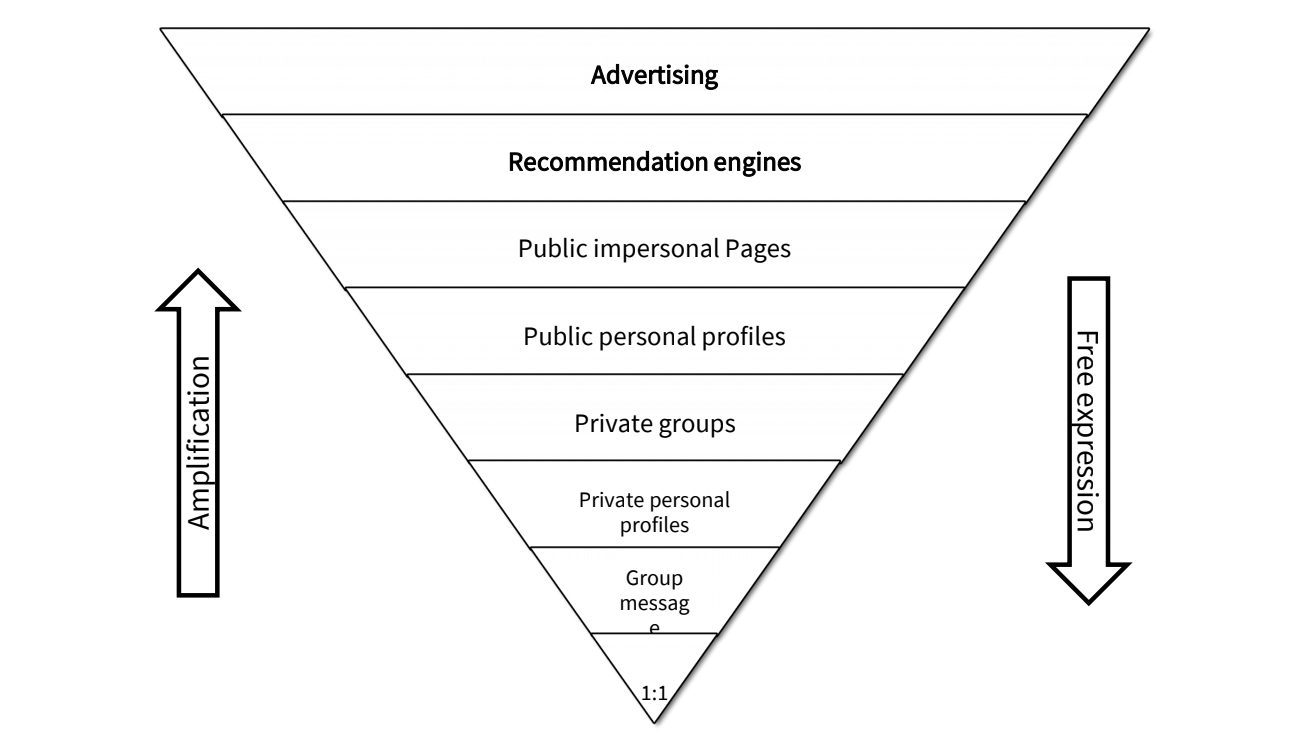 Advertising
Recommendation engines
Public impersonal Pages
Public personal profiles
Private groups
Private personal
profiles
Group
messag
e
1:1
Amplification
Free expression